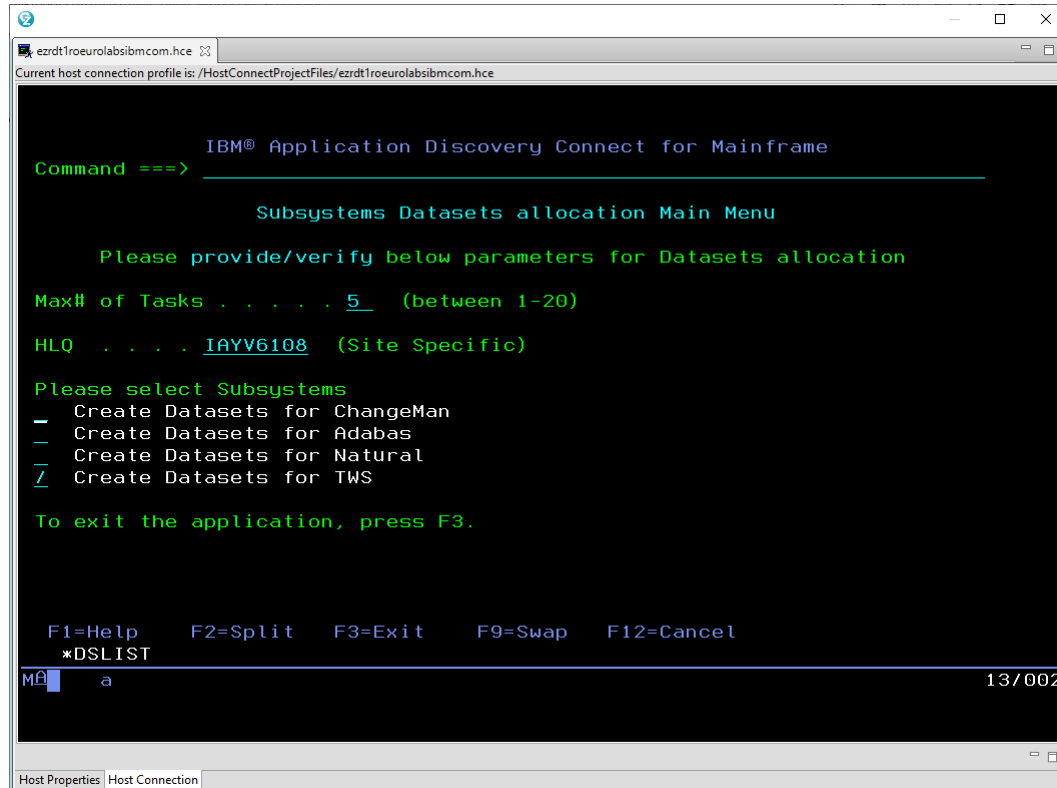 ezrdt1roeurolabsibmcom.hce
Current host connection profile is: /HostConnectProjectFiles/ezrdt1roeurolabsibmcom.hce
IBM® Application Discovery Connect for Mainframe
Command ===>
Subsystems Datasets allocation Main Menu
Please provide/verify below parameters for Datasets allocation
Max# of Tasks . . . . . 5 (between 1-20)
HLQ . . . . IAYV6108 (Site Specific)
Please select Subsystems
_ Create Datasets for ChangeMan
_ Create Datasets for Adabas
_ Create Datasets for Natural
/ Create Datasets for TWS
To exit the application, press F3.
F1=Help F2=Split F3=Exit F9=Swap F12=Cancel
*DSLIST
MA a 13/002
Host Properties Host Connection